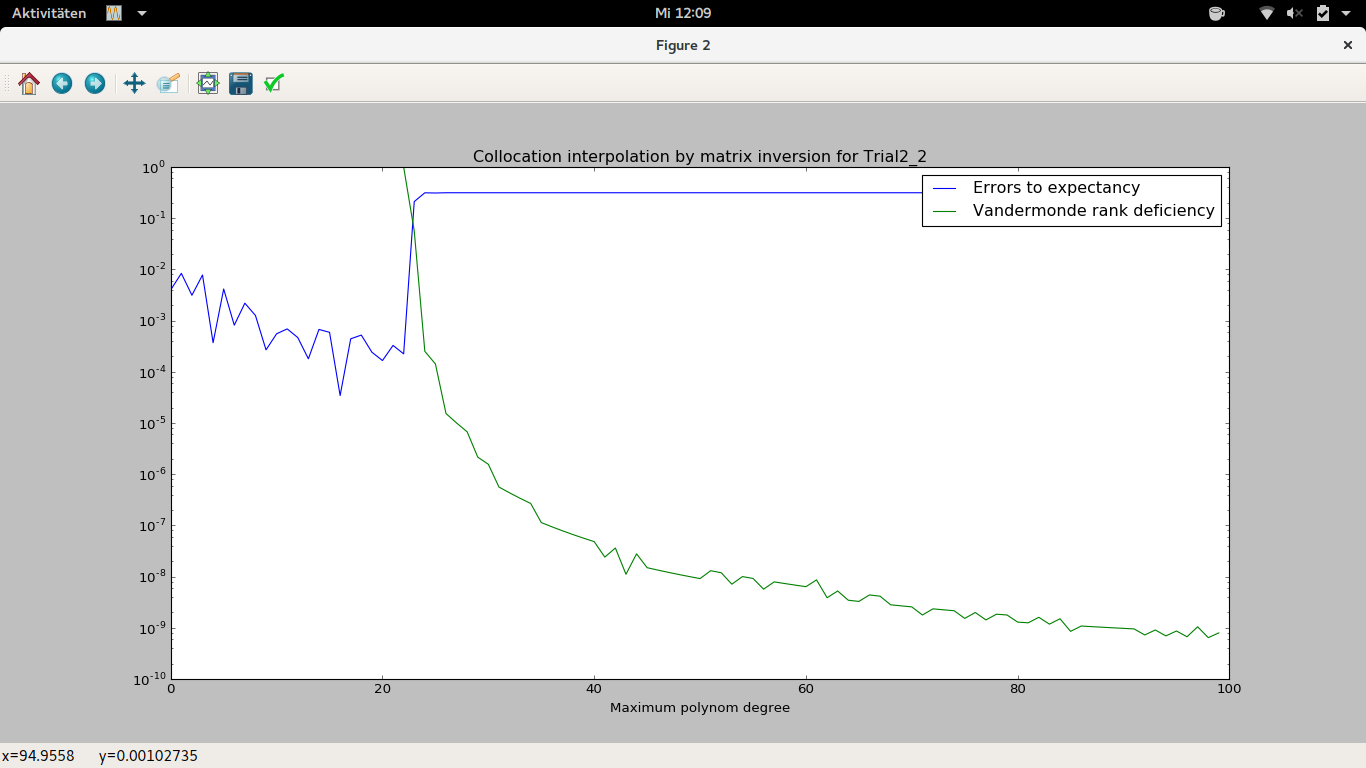 Aktivitäten
Mi 12:09
Figure 2
Collocation interpolation by matrix inversion for Trial2_2
Errors to expectancy
Vandermonde rank deficiency
10^0
10^-1
10^-2
10^-3
10^-4
10^-5
10^-6
10^-7
10^-8
10^-9
10^-10
0 20 40 60 80 100
Maximum polynom degree
x=94.9558 y=0.00102735